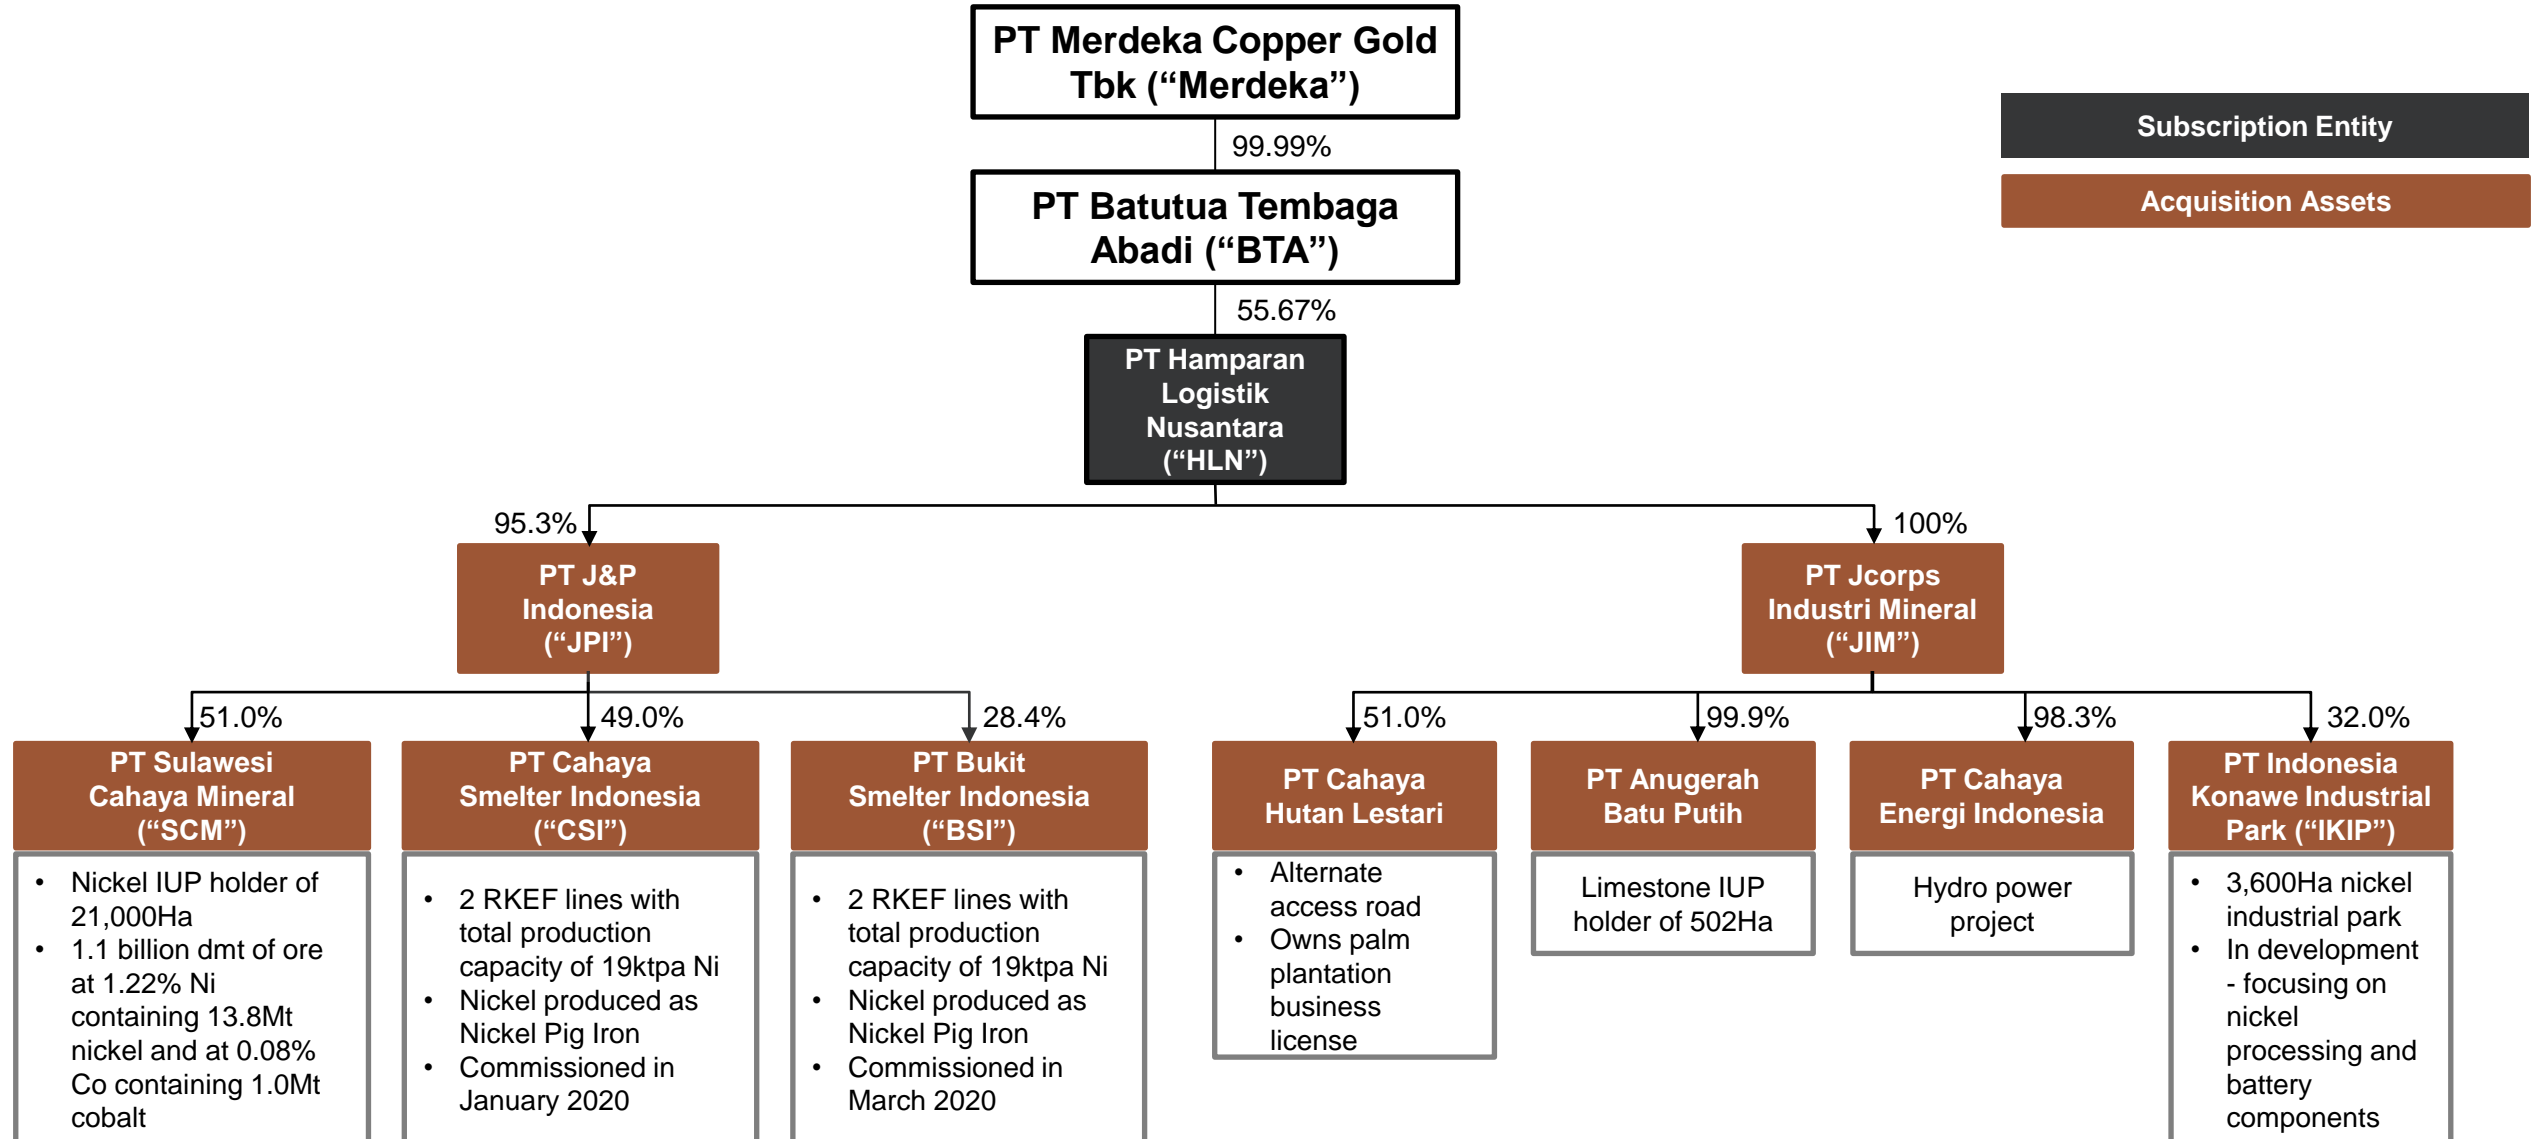 PT Merdeka Copper Gold
Tbk (“Merdeka”)
99.99%
Subscription Entity
Acquisition Assets
PT Batutua Tembaga
Abadi (“BTA”)
55.67%
PT Hamparan
Logistik
Nusantara
(“HLN”)
95.3%
100%
PT J&P
Indonesia
(“JPI”)
PT Jcorps
Industri Mineral
(“JIM”)
51.0%
49.0%
28.4%
51.0%
99.9%
98.3%
32.0%
PT Sulawesi
Cahaya Mineral
(“SCM”)
• Nickel IUP holder of
21,000Ha
• 1.1 billion dmt of ore
at 1.22% Ni
containing 13.8Mt
nickel and at 0.08%
Co containing 1.0Mt
cobalt
PT Cahaya
Smelter Indonesia
(“CSI”)
• 2 RKEF lines with
total production
capacity of 19ktpa Ni
• Nickel produced as
Nickel Pig Iron
• Commissioned in
January 2020
PT Bukit
Smelter Indonesia
(“BSI”)
• 2 RKEF lines with
total production
capacity of 19ktpa Ni
• Nickel produced as
Nickel Pig Iron
• Commissioned in
March 2020
PT Cahaya
Hutan Lestari
• Alternate
access road
• Owns palm
plantation
business
license
PT Anugerah
Batu Putih
Limestone IUP
holder of 502Ha
PT Cahaya
Energi Indonesia
Hydro power
project
PT Indonesia
Konawe Industrial
Park (“IKIP”)
• 3,600Ha nickel
industrial park
• In development
- focusing on
nickel
processing and
battery
components